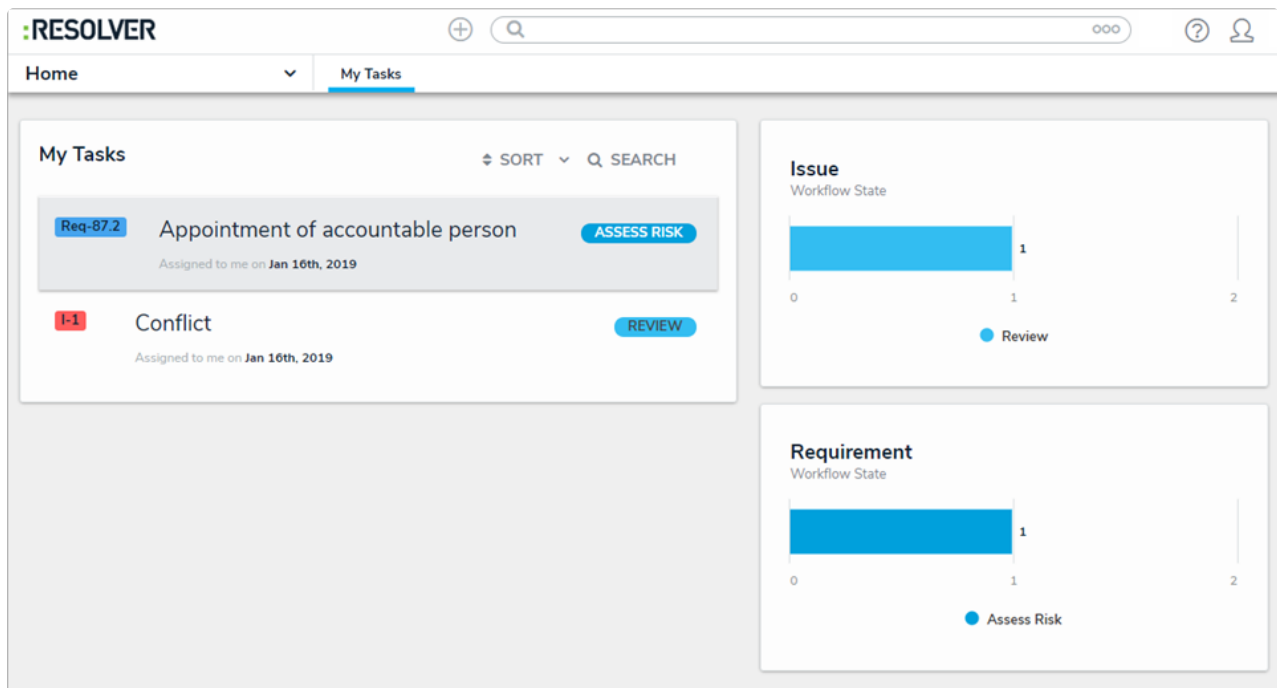 :RESOLVER
Home
My Tasks
My Tasks
SORT
SEARCH
Req-87.2
Appointment of accountable person
ASSESS RISK
Assigned to me on Jan 16th, 2019
I-1
Conflict
REVIEW
Assigned to me on Jan 16th, 2019
Issue
Workflow State
1
0 1 2
Review
Requirement
Workflow State
1
0 1 2
Assess Risk